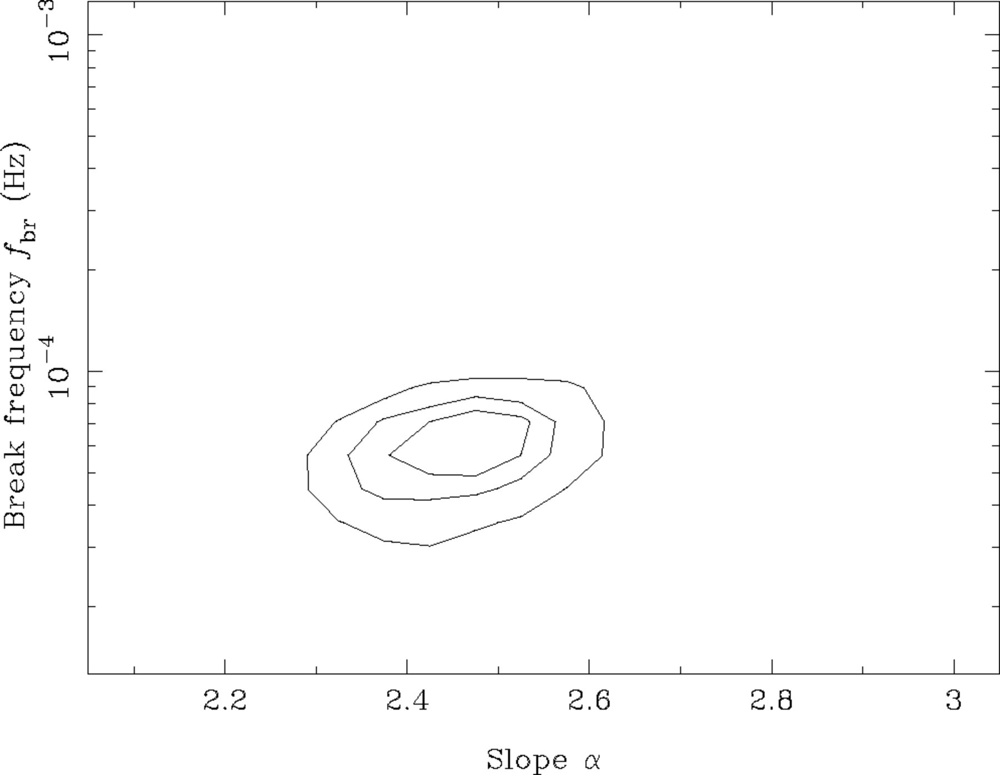 Break frequency f_br (Hz)
10^-3
10^-4
2.2 2.4 2.6 2.8 3
Slope α